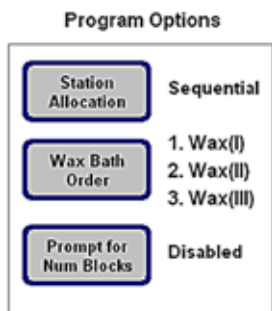 Program Options
Station
Allocation
Sequential
Wax Bath
Order
1. Wax(I)
2. Wax(II)
3. Wax(III)
Prompt for
Num Blocks
Disabled